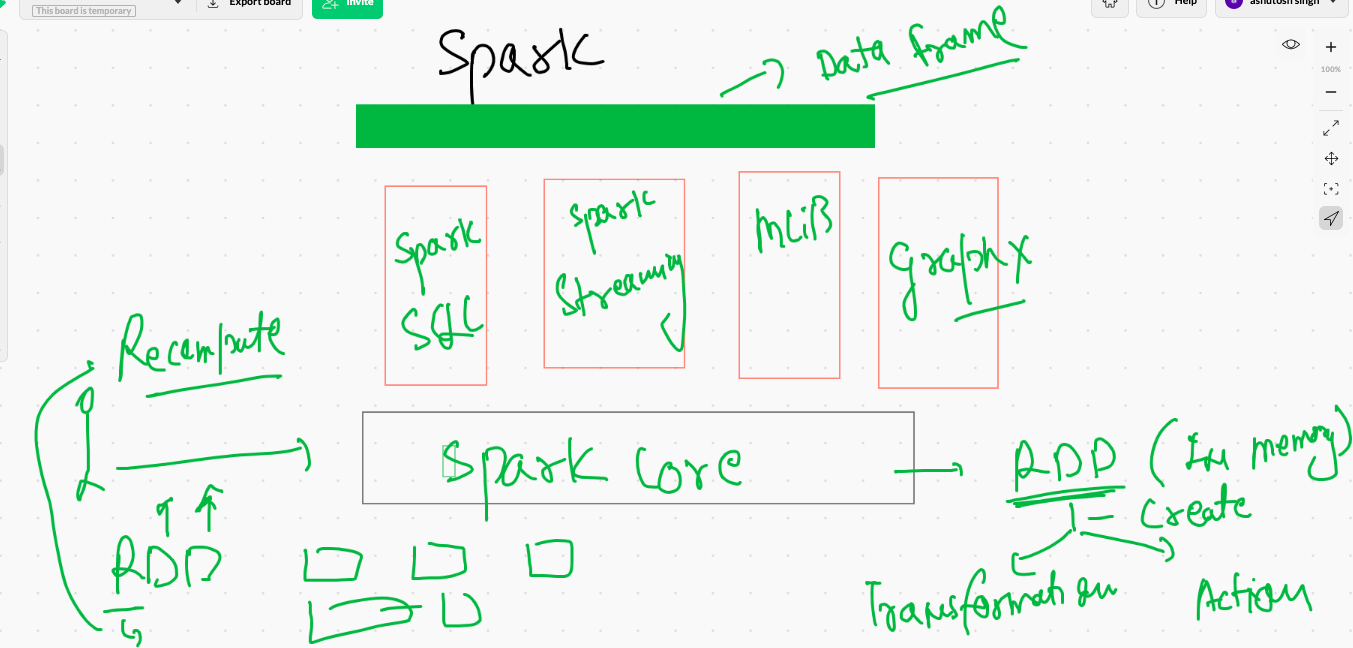 This board is temporary
Export board
Invite
Help
ashutosh singh
Spark
Data frame
100%
Spark
SQL
Spark
Streaming
MLiB
GraphX
Recompute
Spark Core
RDD (In memory)
1 - Create
RDD
Transformation
Action